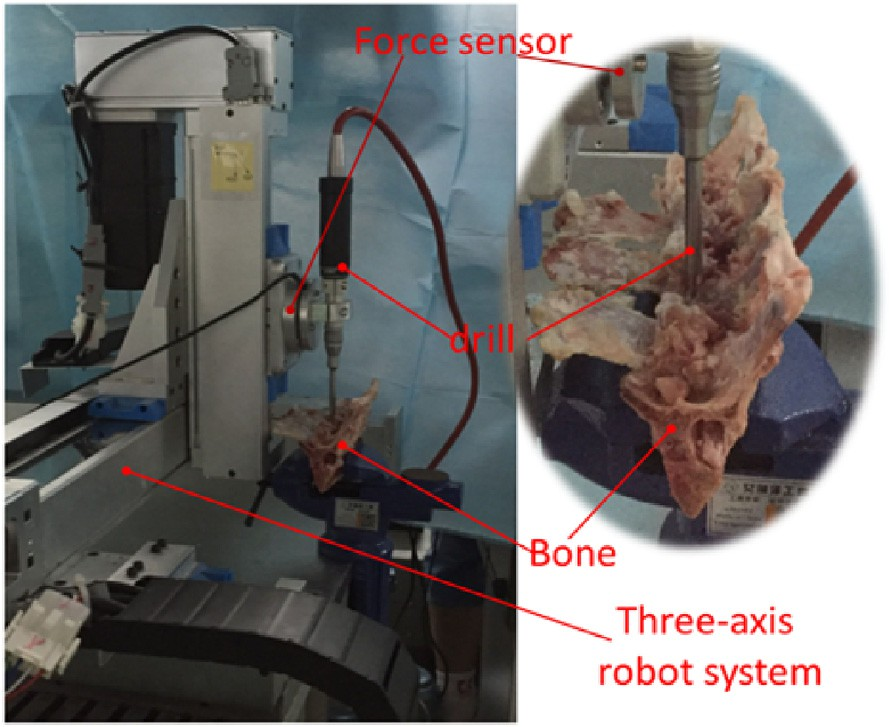 Force sensor
drill
Bone
Three-axis
robot system